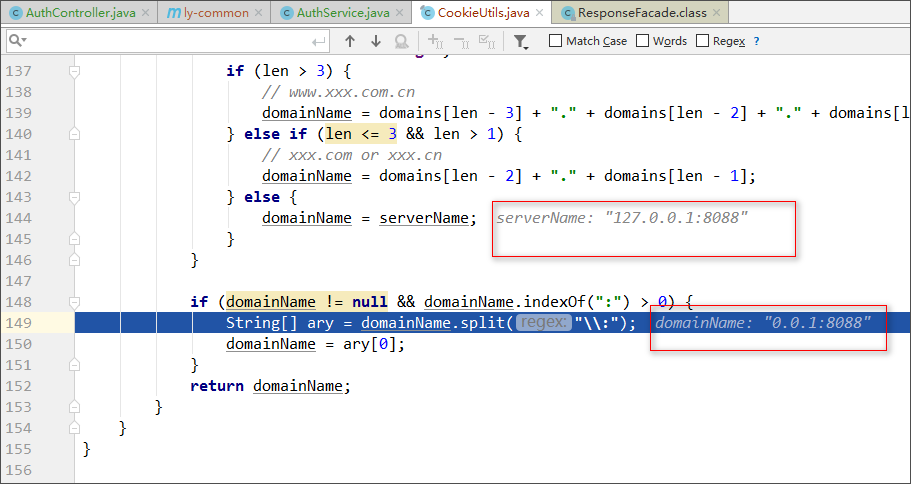 AuthController.java × m ly-common × AuthService.java × CookieUtils.java × ResponseFacade.class ×
Match Case Words Regex ?
137 if (len > 3) {
138 // www.xxx.com.cn
139 domainName = domains[len - 3] + "." + domains[len - 2] + "." + domains[l
140 } else if (len <= 3 && len > 1) {
141 // xxx.com or xxx.cn
142 domainName = domains[len - 2] + "." + domains[len - 1];
143 } else {
144 domainName = serverName; serverName: "127.0.0.1:8088"
145 }
146 }
147
148 if (domainName != null && domainName.indexOf(":") > 0) {
149 String[] ary = domainName.split( regex: "\\:"); domainName: "0.0.1:8088"
150 domainName = ary[0];
151 }
152 return domainName;
153 }
154 }
155 }
156